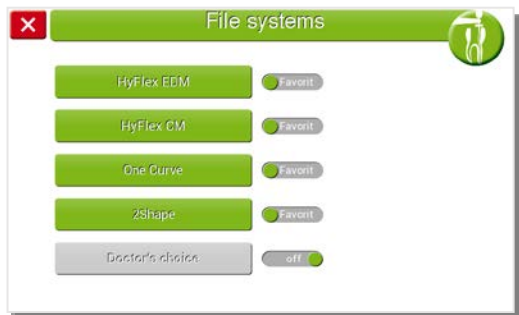 File systems
HyFlex EDM Favorit
HyFlex CM Favorit
One Curve Favorit
2Shape Favorit
Doctor's choice off